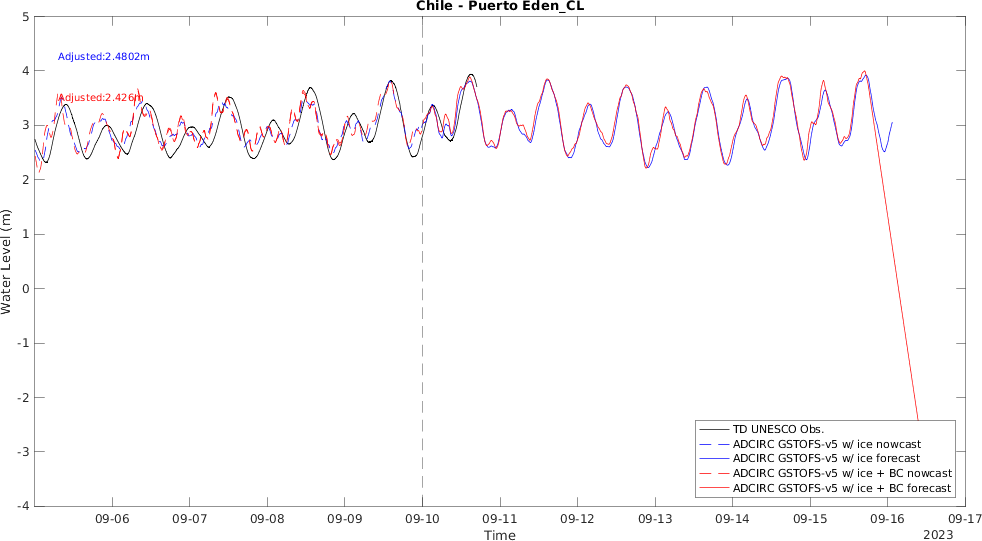 Chile - Puerto Eden_CL
5
4
3
2
1
0
-1
-2
-3
-4
Water Level (m)
Adjusted:2.4802m
Adjusted:2.426m
TD UNESCO Obs.
ADCIRC GSTOFS-v5 w/ ice nowcast
ADCIRC GSTOFS-v5 w/ ice forecast
ADCIRC GSTOFS-v5 w/ ice + BC nowcast
ADCIRC GSTOFS-v5 w/ ice + BC forecast
09-06 09-07 09-08 09-09 09-10 09-11 09-12 09-13 09-14 09-15 09-16 09-17
Time
2023